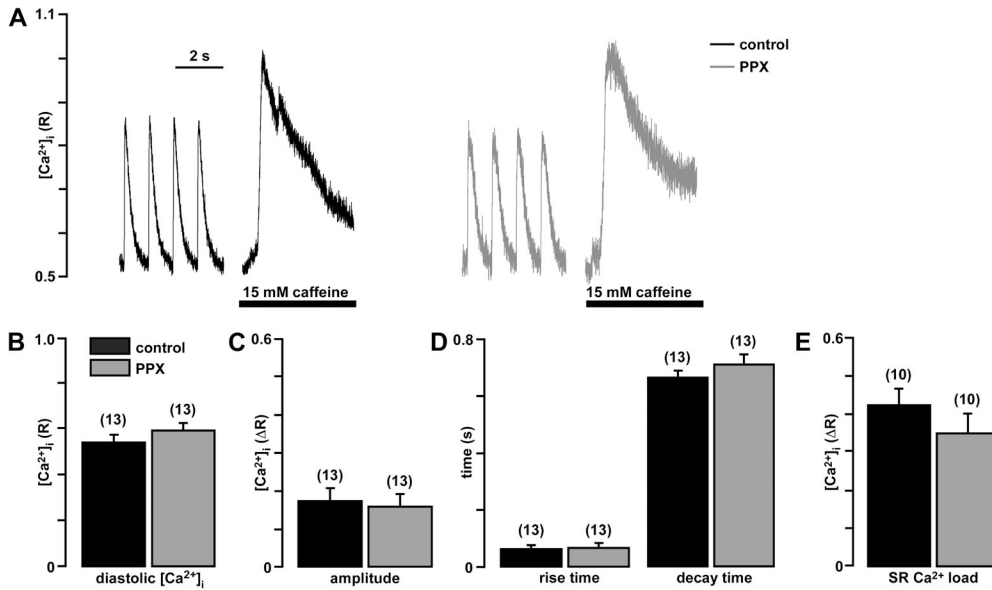 A
1.1
[Ca²⁺]ᵢ (R)
0.5
2 s
control
PPX
15 mM caffeine
15 mM caffeine
B
1.0
[Ca²⁺]ᵢ (R)
0
control
PPX
(13)
(13)
diastolic [Ca²⁺]ᵢ
C
0.6
[Ca²⁺]ᵢ (ΔR)
0
(13)
(13)
amplitude
D
0.8
time (s)
0
(13)
(13)
rise time
(13)
(13)
decay time
E
0.6
[Ca²⁺]ᵢ (ΔR)
0
(10)
(10)
SR Ca²⁺ load